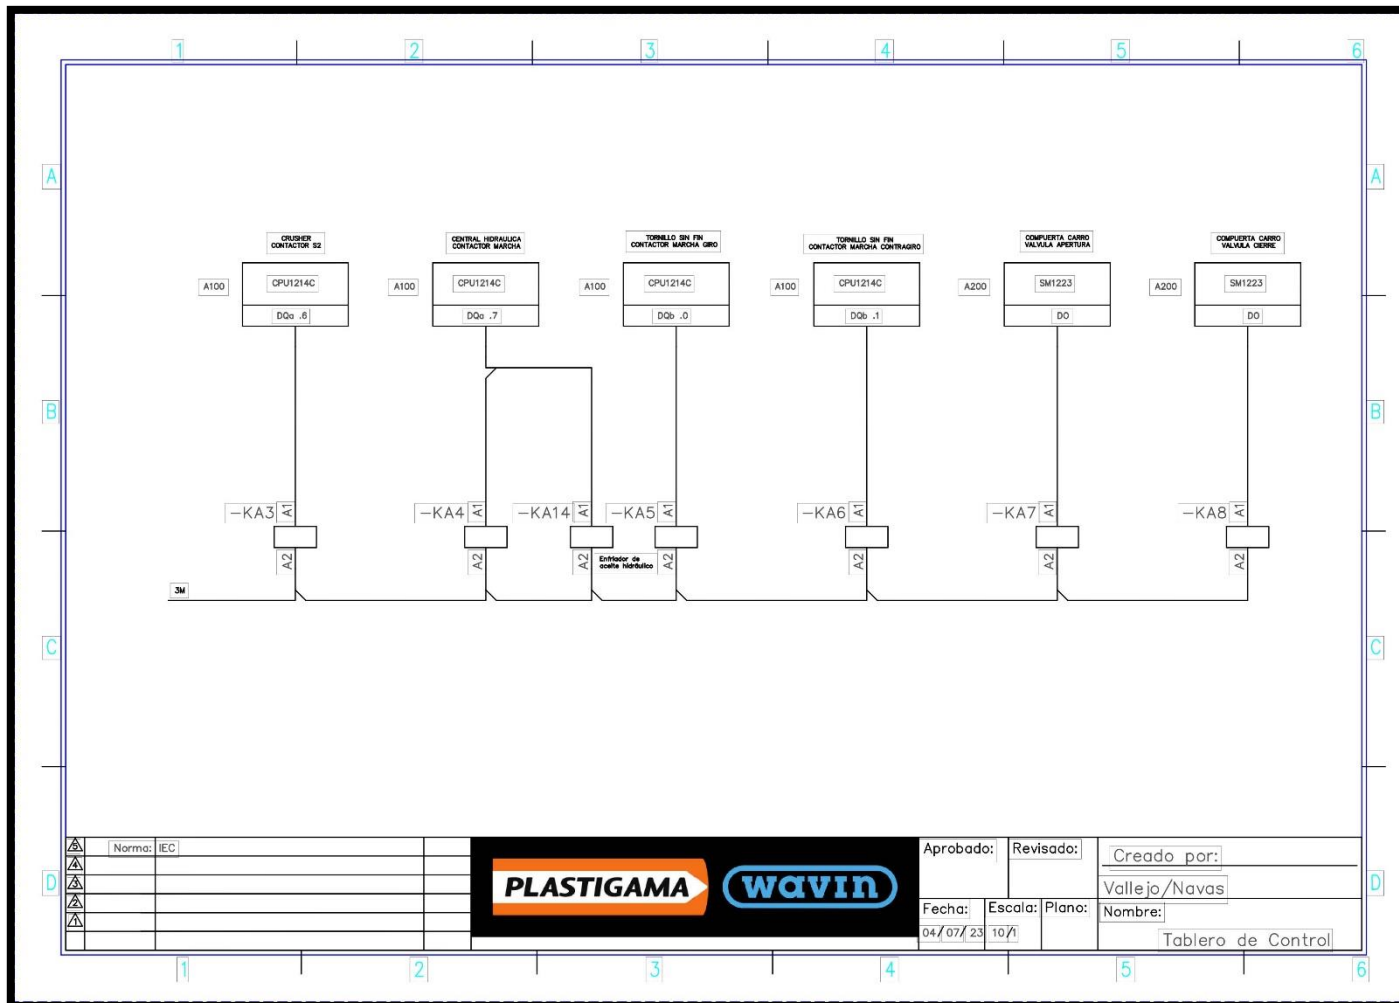 1 2 3 4 5 6
A A
CRUSHER
CONTACTOR S2
CENTRAL HIDRAULICA
CONTACTOR MARCHA
TORNILLO SIN FIN
CONTACTOR MARCHA GIRO
TORNILLO SIN FIN
CONTACTOR MARCHA CONTRAGIRO
COMPUERTA CARRO
VALVULA APERTURA
COMPUERTA CARRO
VALVULA CIERRE
A100 CPU1214C A100 CPU1214C A100 CPU1214C A100 CPU1214C A200 SM1223 A200 SM1223
DQa .6 DQa .7 DQb .0 DQb .1 DO DO
B B
-KA3 A1 -KA4 A1 -KA14 A1 -KA5 A1 -KA6 A1 -KA7 A1 -KA8 A1
A2 A2 A2 A2 A2 A2 A2
Enfriador de
aceite hidráulico
3M
C C
5 Norma: IEC
4
3
2
1
D D
PLASTIGAMA wavin
Aprobado: Revisado: Creado por:
Vallejo/Navas
Fecha: Escala: Plano: Nombre:
04/07/23 10/1
Tablero de Control
1 2 3 4 5 6